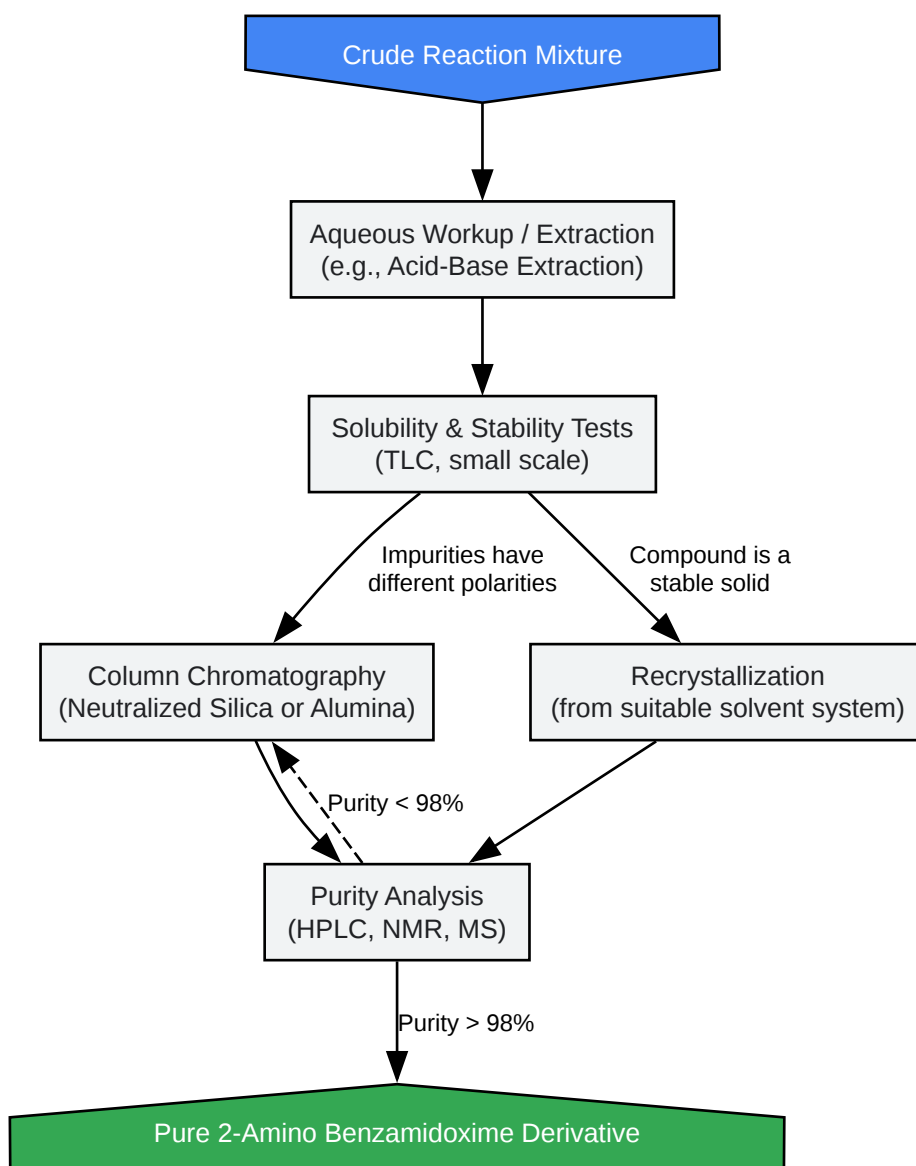 Crude Reaction Mixture
Aqueous Workup / Extraction
(e.g., Acid-Base Extraction)
Solubility & Stability Tests
(TLC, small scale)
Impurities have
different polarities
Compound is a
stable solid
Column Chromatography
(Neutralized Silica or Alumina)
Recrystallization
(from suitable solvent system)
Purity < 98%
Purity Analysis
(HPLC, NMR, MS)
Purity > 98%
Pure 2-Amino Benzamidoxime Derivative